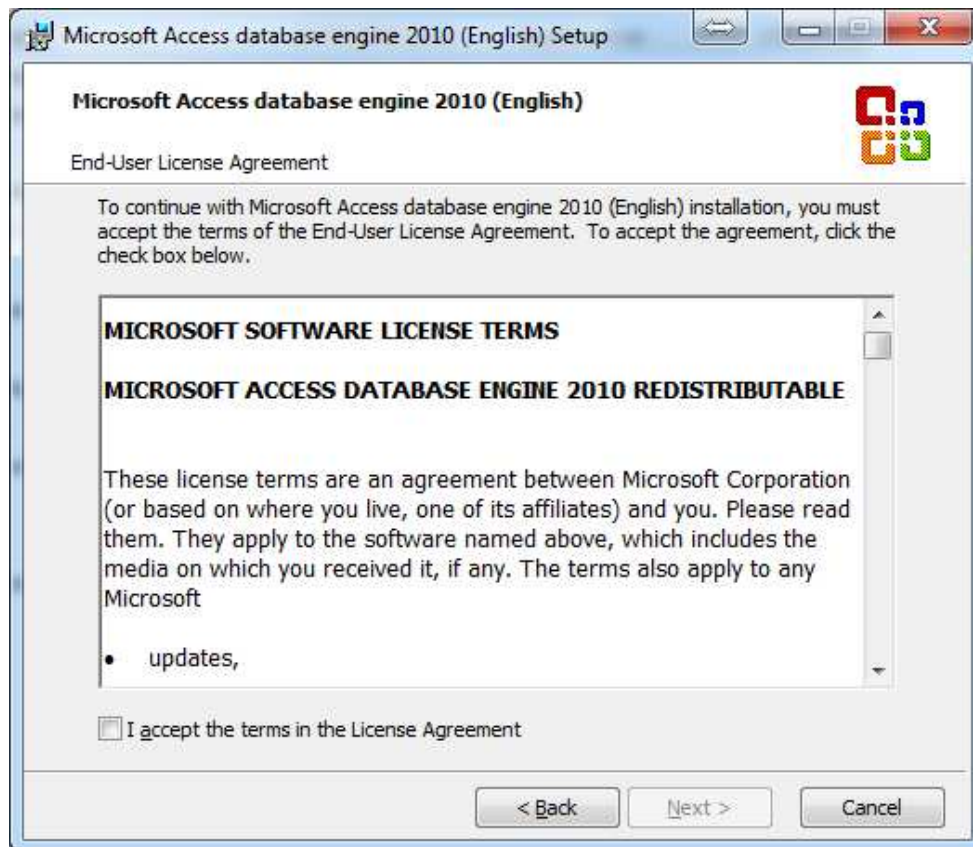 Microsoft Access database engine 2010 (English) Setup
Microsoft Access database engine 2010 (English)
End-User License Agreement
To continue with Microsoft Access database engine 2010 (English) installation, you must
accept the terms of the End-User License Agreement.  To accept the agreement, click the
check box below.
MICROSOFT SOFTWARE LICENSE TERMS
MICROSOFT ACCESS DATABASE ENGINE 2010 REDISTRIBUTABLE
These license terms are an agreement between Microsoft Corporation
(or based on where you live, one of its affiliates) and you. Please read
them. They apply to the software named above, which includes the
media on which you received it, if any. The terms also apply to any
Microsoft
• updates,
I accept the terms in the License Agreement
< Back Next > Cancel